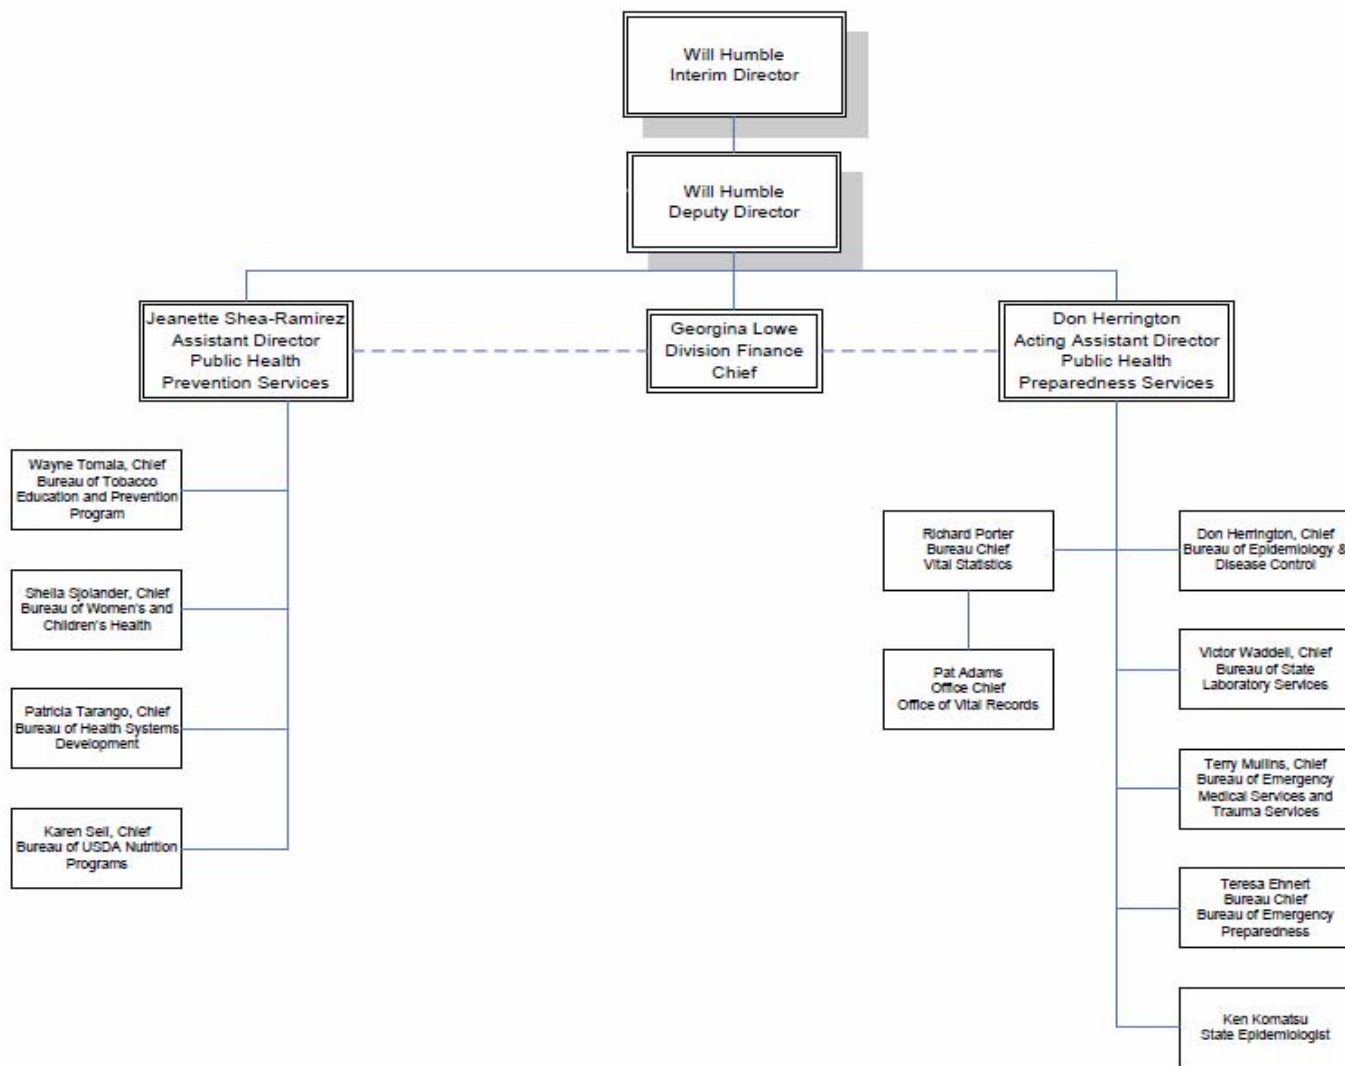 Will Humble
Interim Director
Will Humble
Deputy Director
Jeanette Shea-Ramirez
Assistant Director
Public Health
Prevention Services
Georgina Lowe
Division Finance
Chief
Don Herrington
Acting Assistant Director
Public Health
Preparedness Services
Wayne Tomala, Chief
Bureau of Tobacco
Education and Prevention
Program
Sheila Sjolander, Chief
Bureau of Women's and
Children's Health
Patricia Tarango, Chief
Bureau of Health Systems
Development
Karen Sell, Chief
Bureau of USDA Nutrition
Programs
Richard Porter
Bureau Chief
Vital Statistics
Pat Adams
Office Chief
Office of Vital Records
Don Herrington, Chief
Bureau of Epidemiology &
Disease Control
Victor Waddell, Chief
Bureau of State
Laboratory Services
Terry Mullins, Chief
Bureau of Emergency
Medical Services and
Trauma Services
Teresa Ehnert
Bureau Chief
Bureau of Emergency
Preparedness
Ken Komatsu
State Epidemiologist